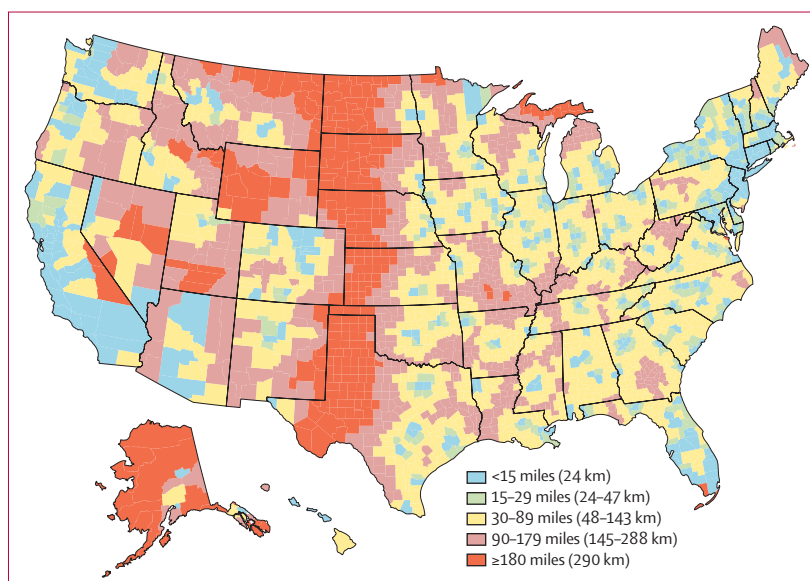 <15 miles (24 km)
15–29 miles (24–47 km)
30–89 miles (48–143 km)
90–179 miles (145–288 km)
≥180 miles (290 km)